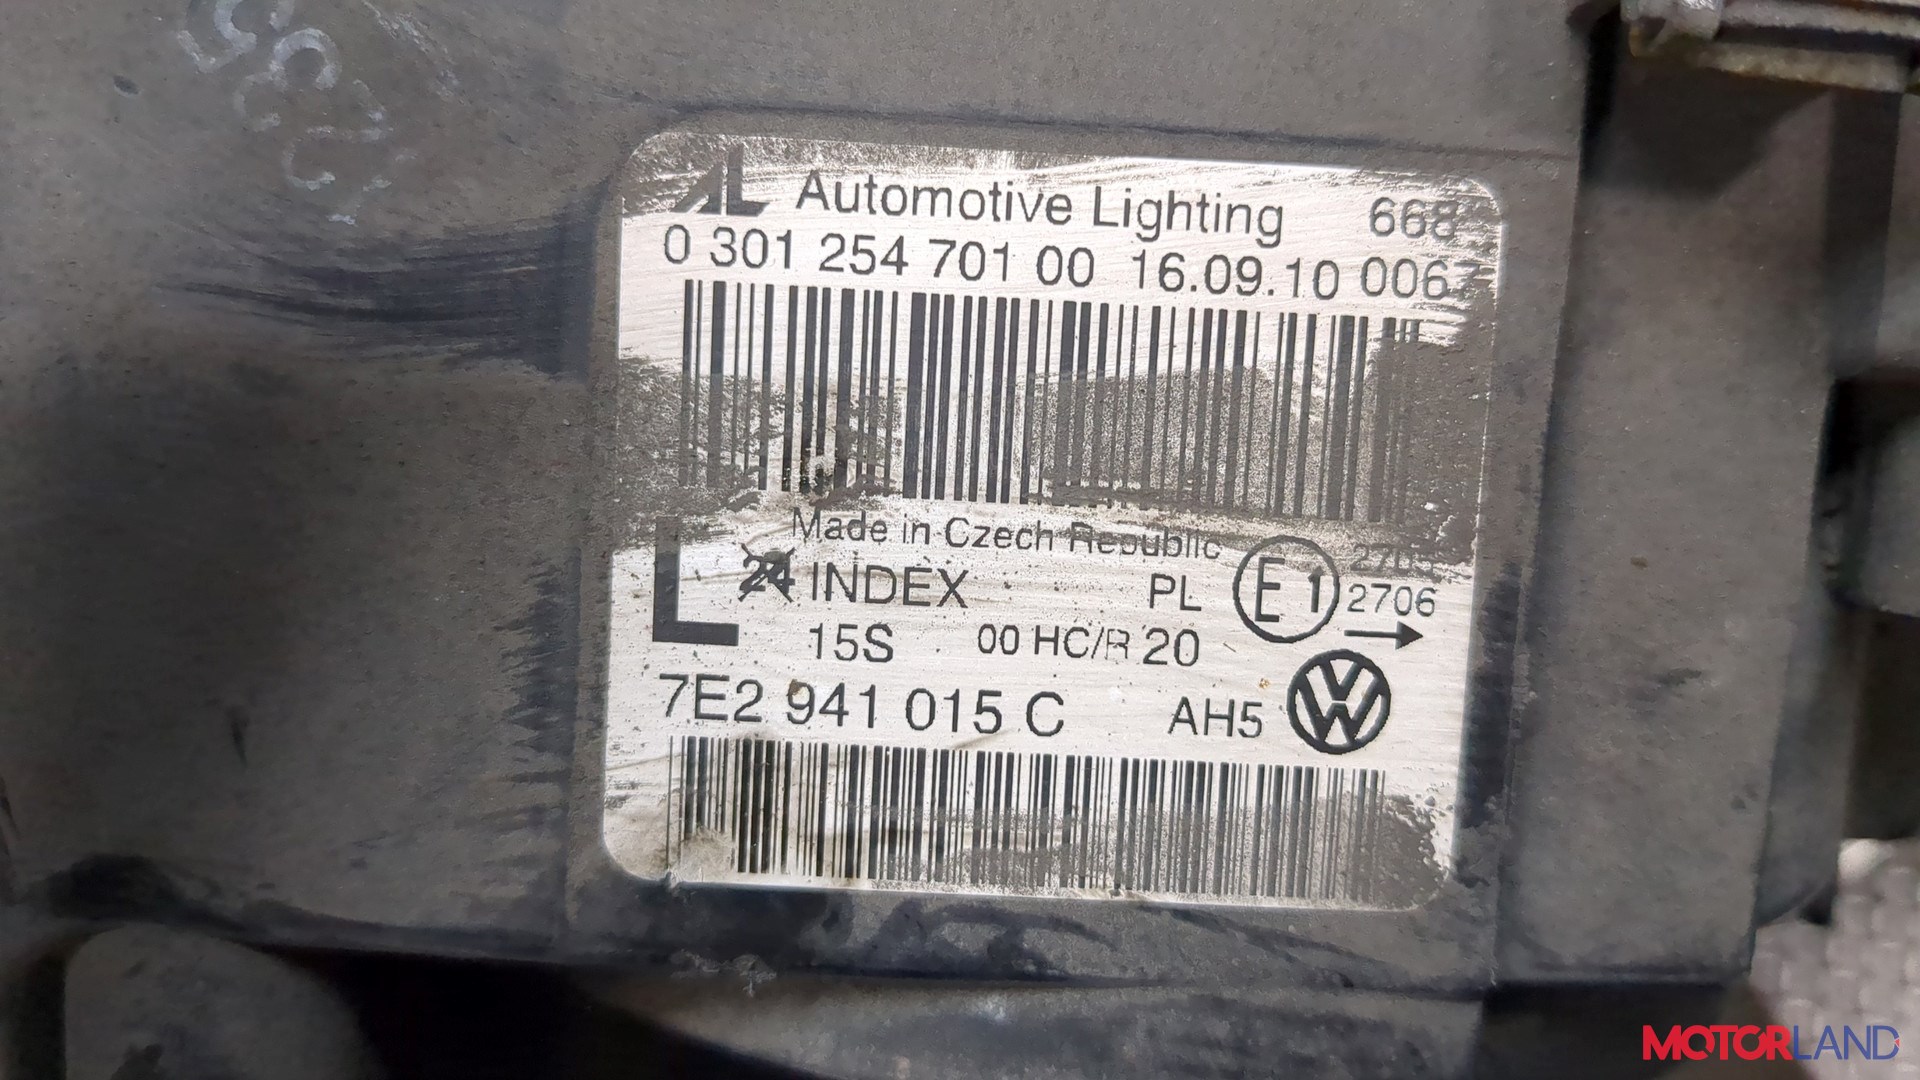 AL Automotive Lighting 668
0 301 254 701 00 16.09.10 0067
Made in Czech Republic
L 24 INDEX PL E1 2706
15S 00 HC/R 20
7E2 941 015 C AH5 VW
MOTORLAND